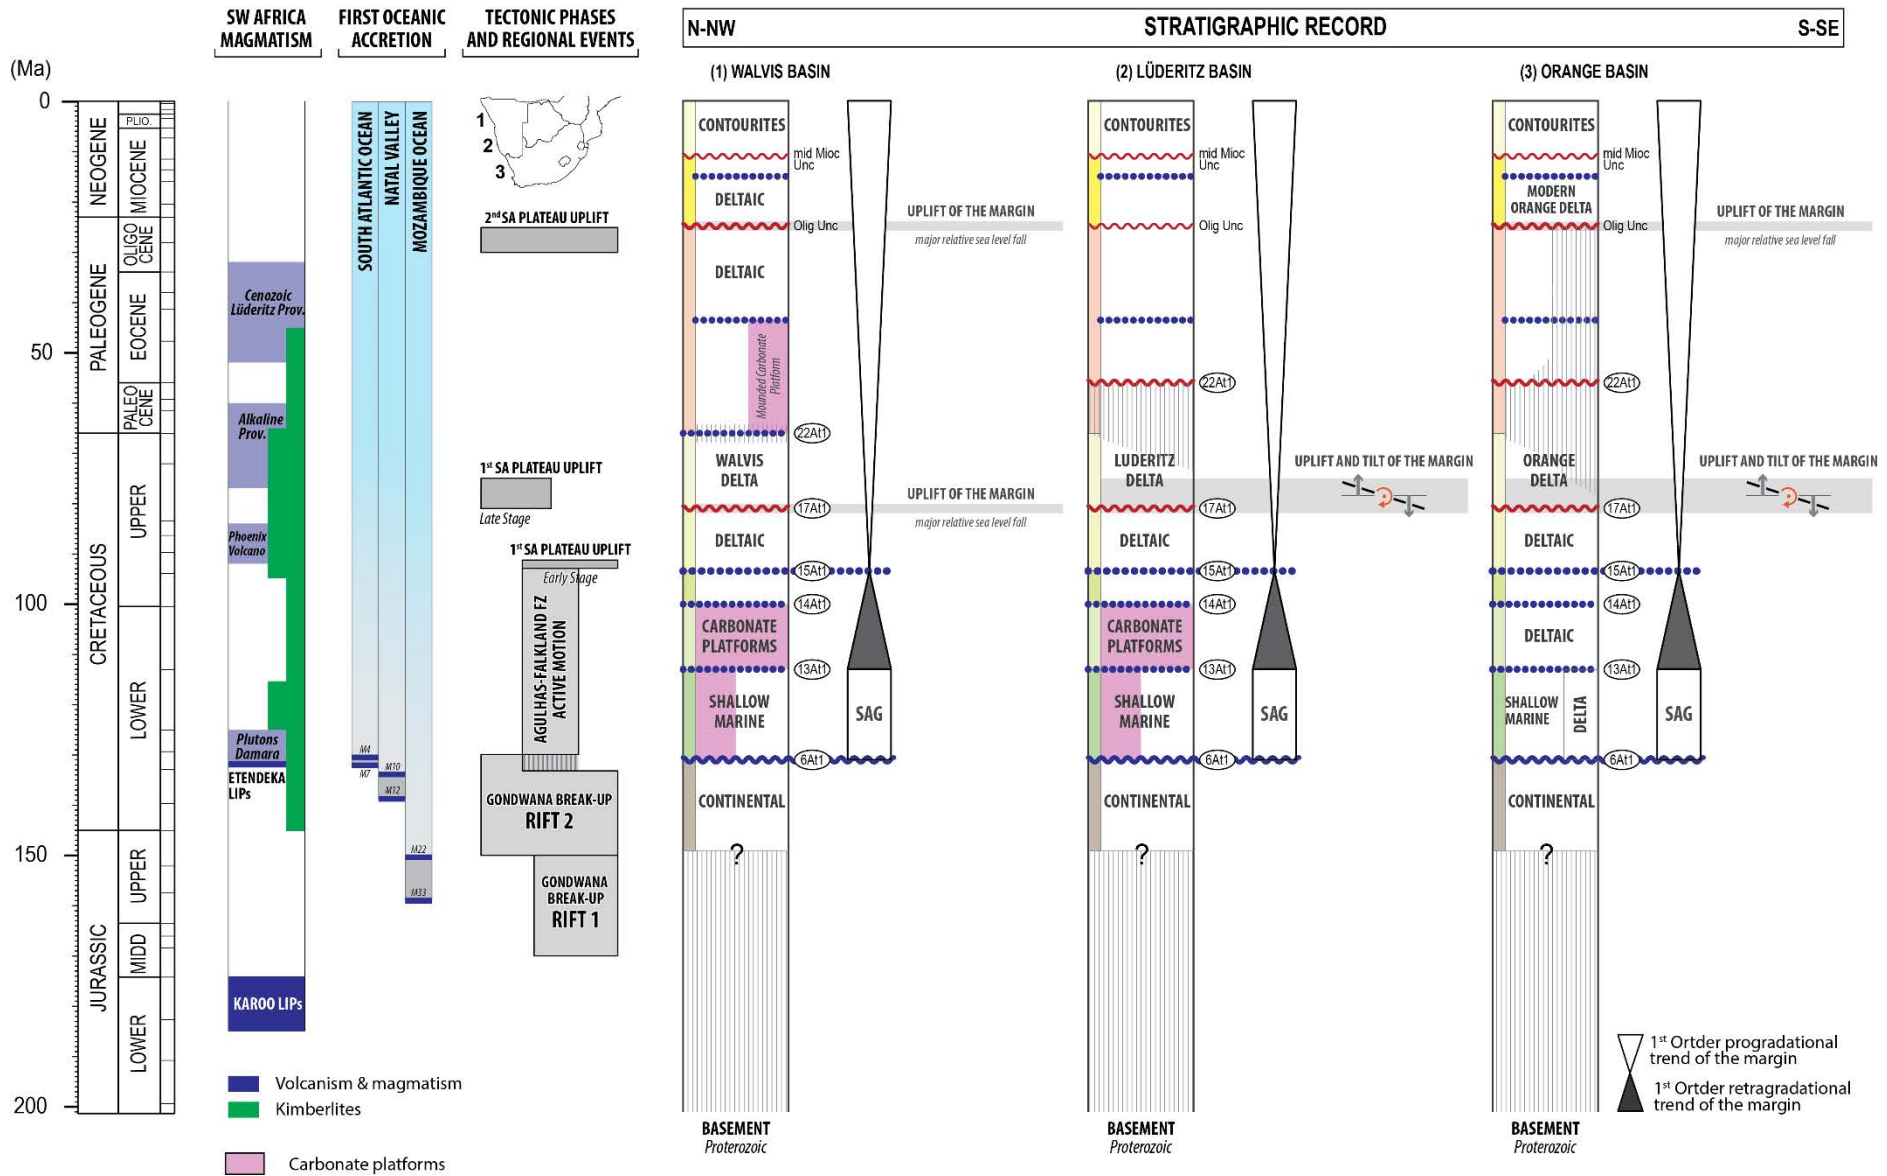 SW AFRICA
MAGMATISM
FIRST OCEANIC
ACCRETION
TECTONIC PHASES
AND REGIONAL EVENTS
N-NW
STRATIGRAPHIC RECORD
S-SE
(Ma)
(1) WALVIS BASIN
(2) LÜDERITZ BASIN
(3) ORANGE BASIN
0
50
100
150
200
NEOGENE
PALEOGENE
CRETACEOUS
JURASSIC
PLIO.
MIOCENE
OLIGO
CENE
EOCENE
PALEO
CENE
UPPER
LOWER
UPPER
MIDD
LOWER
Cenozoic
Lüderitz Prov.
Alkaline
Prov.
Phoenix
Volcano
Plutons
Damara
ETENDEKA
LIPs
KAROO LIPs
SOUTH ATLANTIC OCEAN
NATAL VALLEY
MOZAMBIQUE OCEAN
M4
M7
M10
M12
M22
M33
1
2
3
2nd SA PLATEAU UPLIFT
1st SA PLATEAU UPLIFT
Late Stage
1st SA PLATEAU UPLIFT
Early Stage
AGULHAS-FALKLAND FZ
ACTIVE MOTION
GONDWANA BREAK-UP
RIFT 2
GONDWANA
BREAK-UP
RIFT 1
CONTOURITES
mid Mioc
Unc
DELTAIC
Olig Unc
UPLIFT OF THE MARGIN
major relative sea level fall
DELTAIC
Mounded Carbonate
Platform
22At1
WALVIS
DELTA
17At1
UPLIFT OF THE MARGIN
major relative sea level fall
DELTAIC
15At1
14At1
CARBONATE
PLATFORMS
13At1
SHALLOW
MARINE
SAG
6At1
CONTINENTAL
?
BASEMENT
Proterozoic
CONTOURITES
mid Mioc
Unc
Olig Unc
22At1
LUDERITZ
DELTA
UPLIFT AND TILT OF THE MARGIN
17At1
DELTAIC
15At1
14At1
CARBONATE
PLATFORMS
13At1
SHALLOW
MARINE
SAG
6At1
CONTINENTAL
?
BASEMENT
Proterozoic
CONTOURITES
mid Mioc
Unc
MODERN
ORANGE DELTA
Olig Unc
UPLIFT OF THE MARGIN
major relative sea level fall
22At1
ORANGE
DELTA
UPLIFT AND TILT OF THE MARGIN
17At1
DELTAIC
15At1
14At1
DELTAIC
13At1
SHALLOW
MARINE
DELTA
SAG
6At1
CONTINENTAL
?
BASEMENT
Proterozoic
Volcanism & magmatism
Kimberlites
Carbonate platforms
1st Ortder progradational
trend of the margin
1st Ortder retragradational
trend of the margin